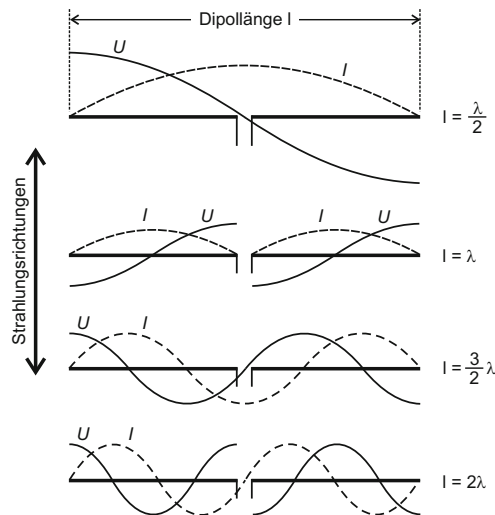 Dipollänge l
U
I
l = λ/2
Strahlungsrichtungen
I
U
I
U
l = λ
U
I
l = 3/2 λ
U
I
l = 2λ